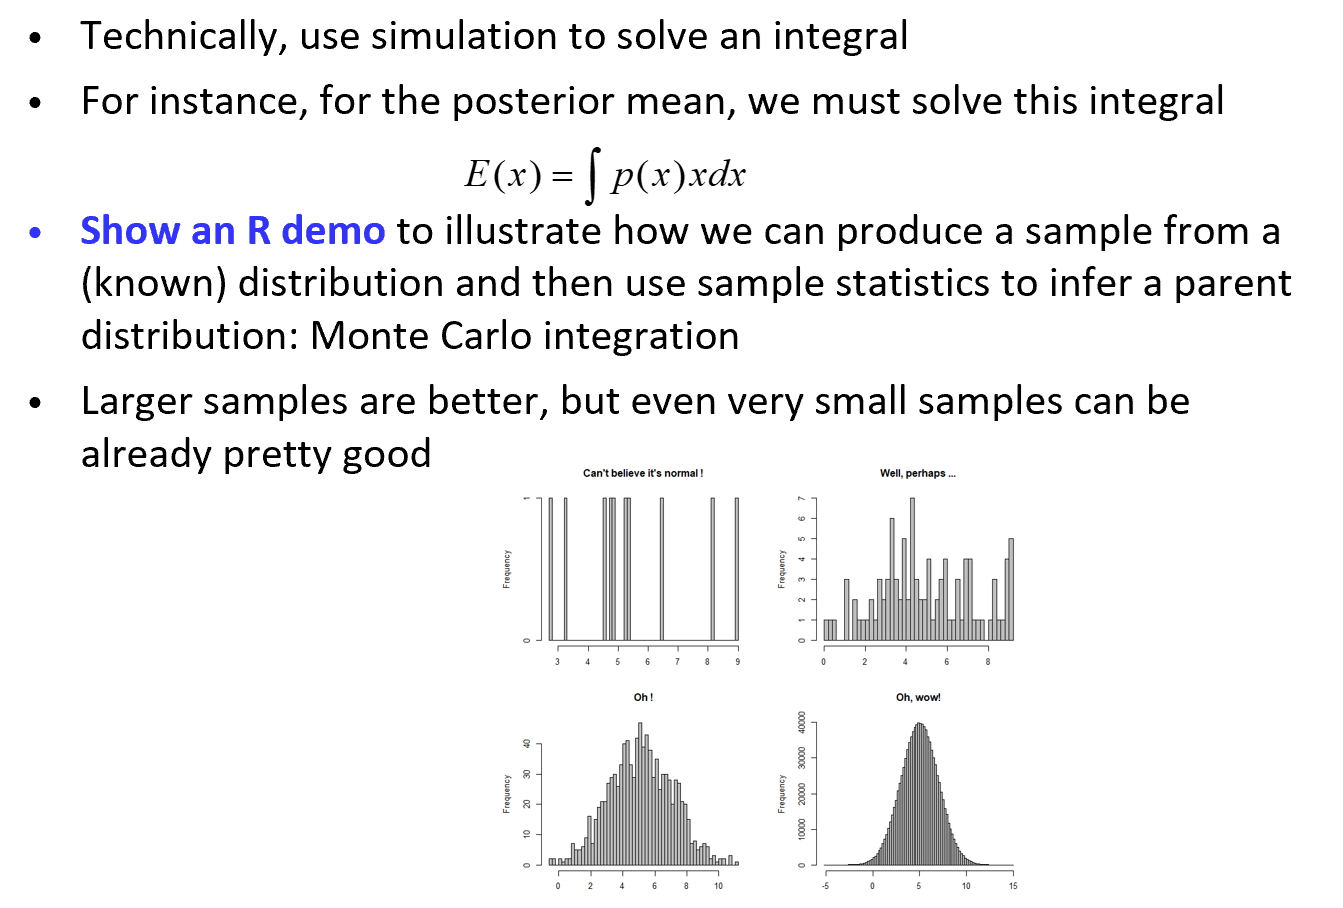 • Technically, use simulation to solve an integral
• For instance, for the posterior mean, we must solve this integral
E(x) = ∫ p(x)xdx
• Show an R demo to illustrate how we can produce a sample from a
(known) distribution and then use sample statistics to infer a parent
distribution: Monte Carlo integration
• Larger samples are better, but even very small samples can be
already pretty good
Can't believe it's normal !
Frequency
0 1
3 4 5 6 7 8 9
Well, perhaps ...
Frequency
0 1 2 3 4 5 6 7
0 2 4 6 8
Oh !
Frequency
0 10 20 30 40
0 2 4 6 8 10
Oh, wow!
Frequency
0 10000 20000 30000 40000
-5 0 5 10 15